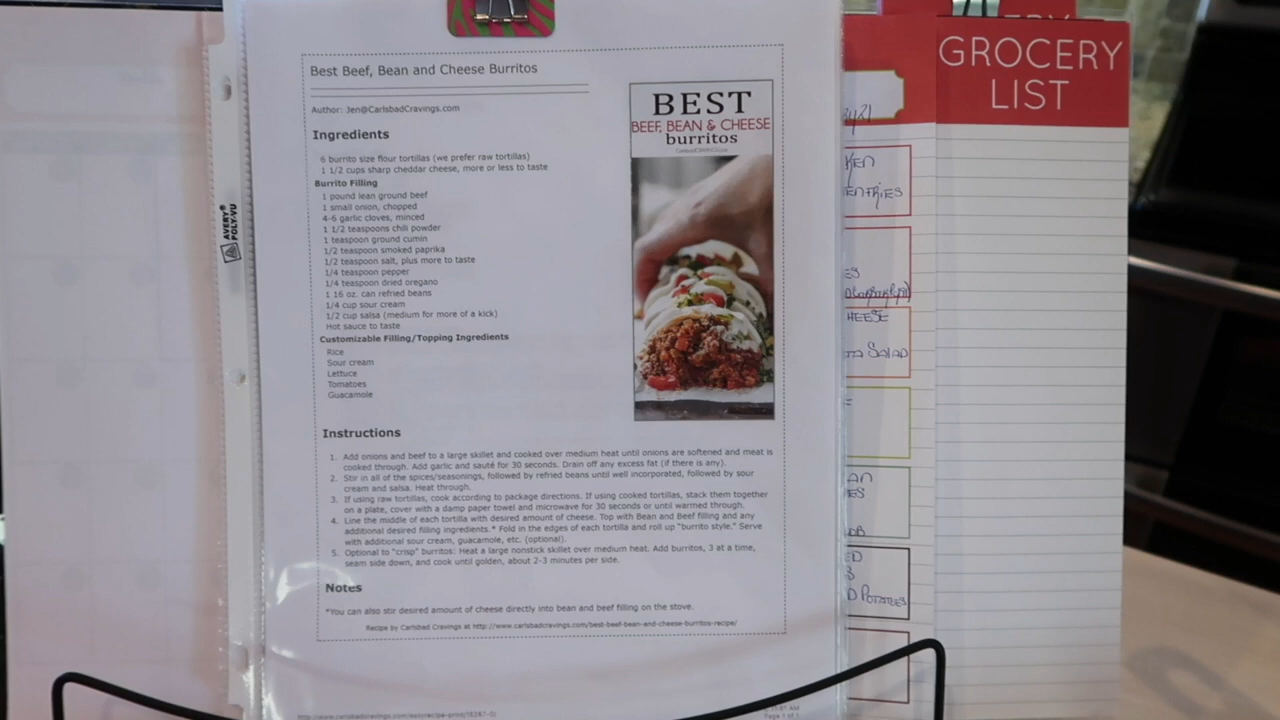 Best Beef, Bean and Cheese Burritos
Author: Jen@CarlsbadCravings.com
Ingredients
6 burrito size flour tortillas (we prefer raw tortillas)
1 1/2 cups sharp cheddar cheese, more or less to taste
Burrito Filling
1 pound lean ground beef
1 small onion, chopped
4-6 garlic cloves, minced
1 1/2 teaspoons chili powder
1 teaspoon ground cumin
1/2 teaspoon smoked paprika
1/2 teaspoon salt, plus more to taste
1/4 teaspoon pepper
1/4 teaspoon dried oregano
1 16 oz. can refried beans
1/4 cup sour cream
1/2 cup salsa (medium for more of a kick)
Hot sauce to taste
Customizable Filling/Topping Ingredients
Rice
Sour cream
Lettuce
Tomatoes
Guacamole
BEST
BEEF, BEAN & CHEESE
burritos
Instructions
1. Add onions and beef to a large skillet and cooked over medium heat until onions are softened and meat is
cooked through. Add garlic and sauté for 30 seconds. Drain off any excess fat (if there is any).
2. Stir in all of the spices/seasonings, followed by refried beans until well incorporated, followed by sour
cream and salsa. Heat through.
3. If using raw tortillas, cook according to package directions. If using cooked tortillas, stack them together
on a plate, cover with a damp paper towel and microwave for 30 seconds or until warmed through.
4. Line the middle of each tortilla with desired amount of cheese. Top with Bean and Beef filling and any
additional desired filling ingredients.* Fold in the edges of each tortilla and roll up "burrito style." Serve
with additional sour cream, guacamole, etc. (optional).
5. Optional to "crisp" burritos: Heat a large nonstick skillet over medium heat. Add burritos, 3 at a time,
seam side down, and cook until golden, about 2-3 minutes per side.
Notes
*You can also stir desired amount of cheese directly into bean and beef filling on the stove.
Recipe by Carlsbad Cravings at http://www.carlsbadcravings.com/best-beef-bean-and-cheese-burritos-recipe/
Page 1 of 1
AVERY®
POLY-VU
KEN
ENFRIES
ES
HEESE
TA SALAD
AN
ES
OB
ED
S
D POTATOES
GROCERY
LIST